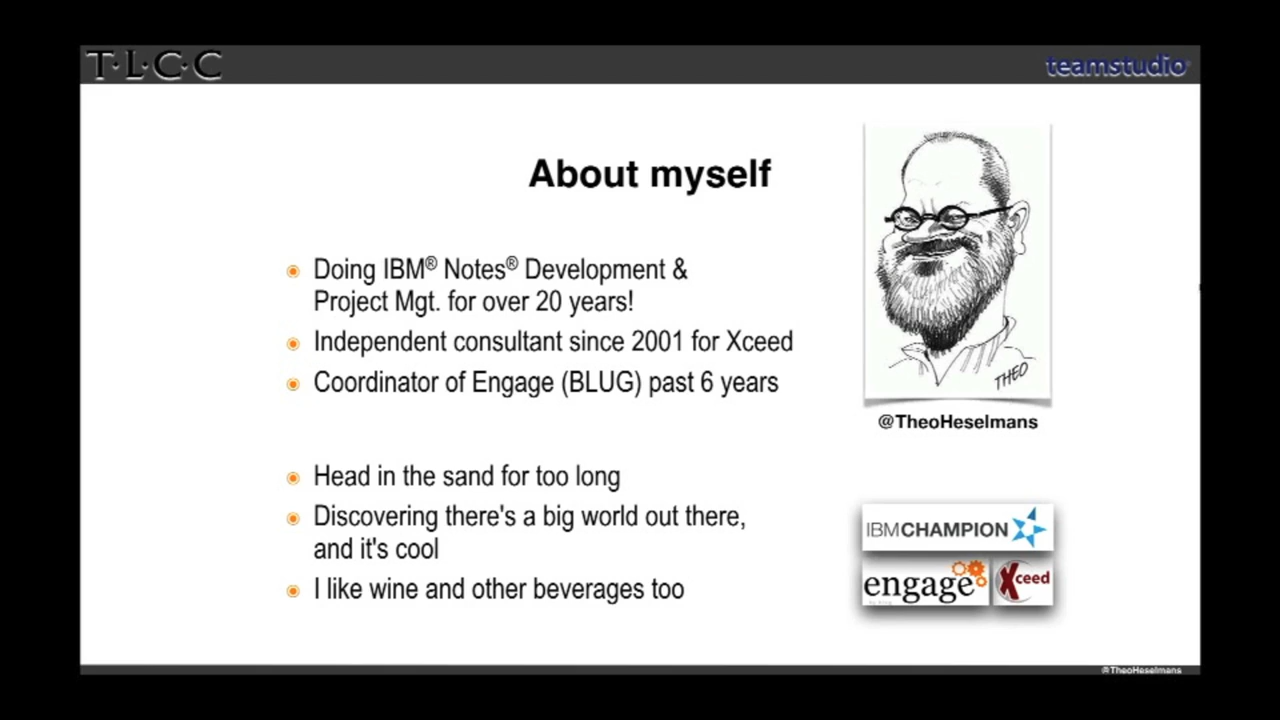 T·L·C·C
teamstudio
About myself
Doing IBM® Notes® Development &
Project Mgt. for over 20 years!
Independent consultant since 2001 for Xceed
Coordinator of Engage (BLUG) past 6 years
Head in the sand for too long
Discovering there's a big world out there,
and it's cool
I like wine and other beverages too
THEO
@TheoHeselmans
IBMCHAMPION
engage
Xceed
@TheoHeselmans